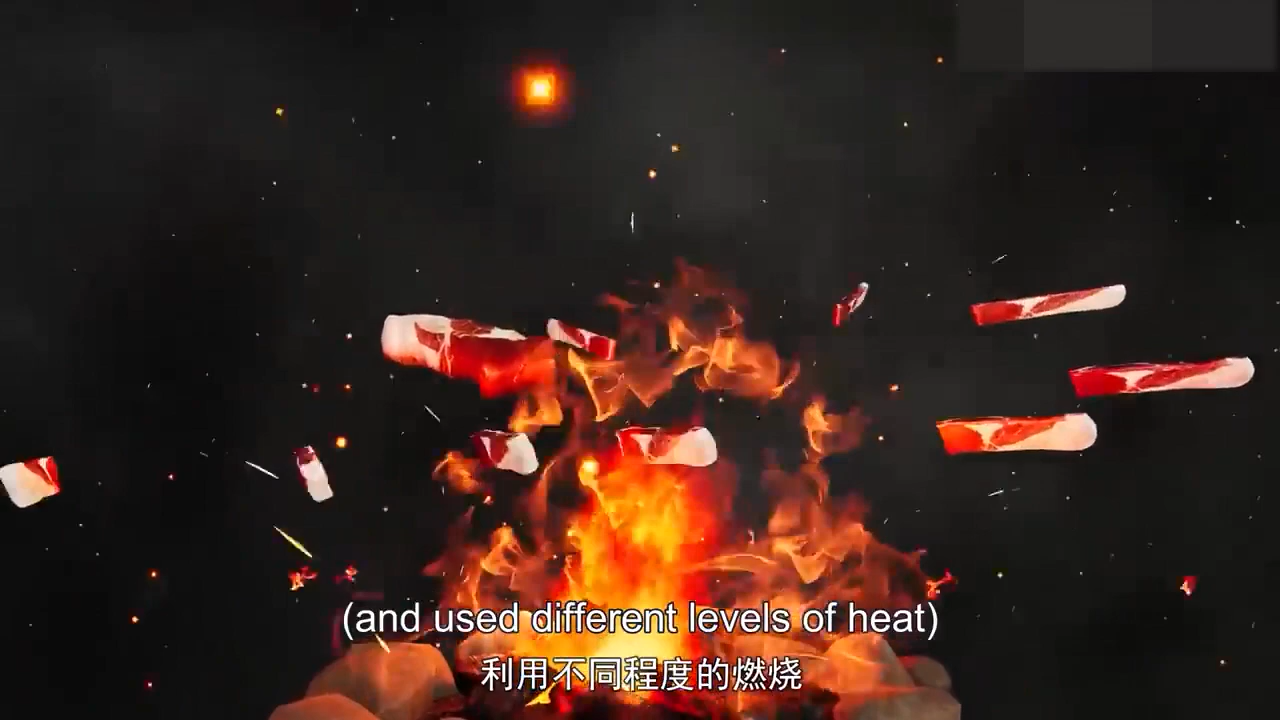 (and used different levels of heat)
利用不同程度的燃烧